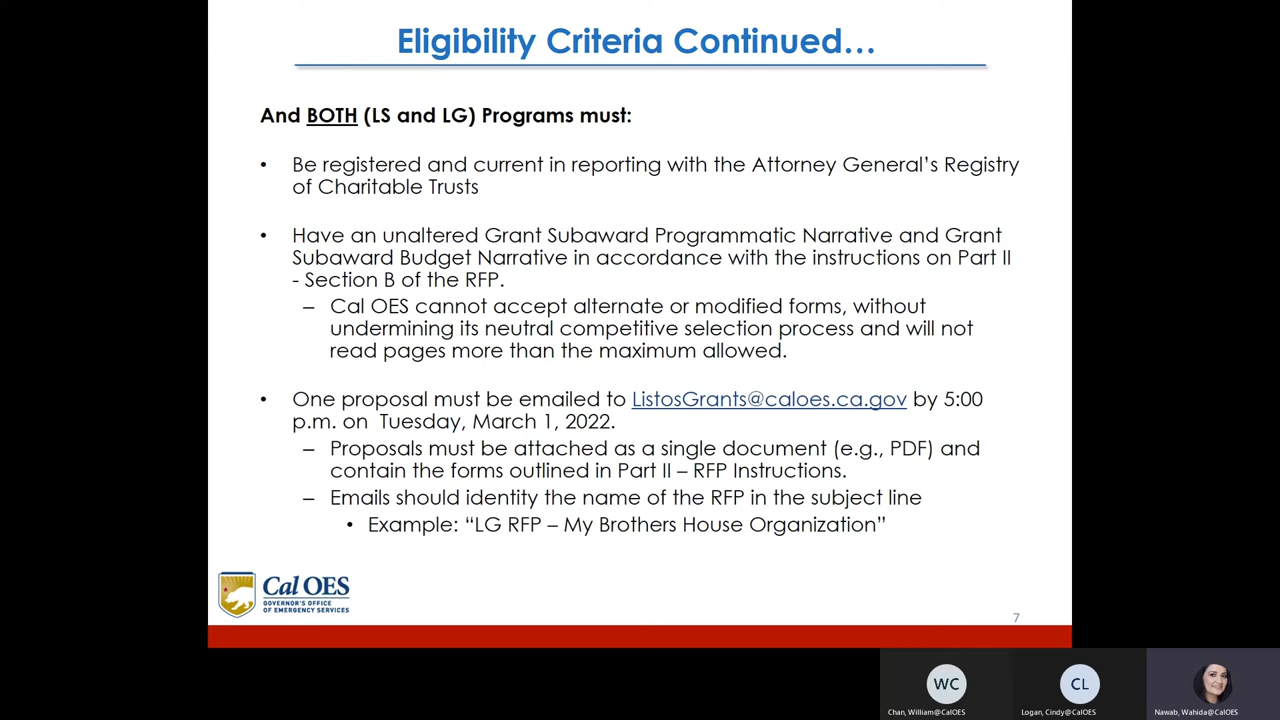 Eligibility Criteria Continued…
And BOTH (LS and LG) Programs must:
• Be registered and current in reporting with the Attorney General's Registry
of Charitable Trusts
• Have an unaltered Grant Subaward Programmatic Narrative and Grant
Subaward Budget Narrative in accordance with the instructions on Part II
- Section B of the RFP.
– Cal OES cannot accept alternate or modified forms, without
undermining its neutral competitive selection process and will not
read pages more than the maximum allowed.
• One proposal must be emailed to ListosGrants@caloes.ca.gov by 5:00
p.m. on Tuesday, March 1, 2022.
– Proposals must be attached as a single document (e.g., PDF) and
contain the forms outlined in Part II – RFP Instructions.
– Emails should identity the name of the RFP in the subject line
• Example: “LG RFP – My Brothers House Organization”
Cal OES
GOVERNOR'S OFFICE
OF EMERGENCY SERVICES
7
WC
CL
Chan, William@CalOES
Logan, Cindy@CalOES
Nawab, Wahida@CalOES